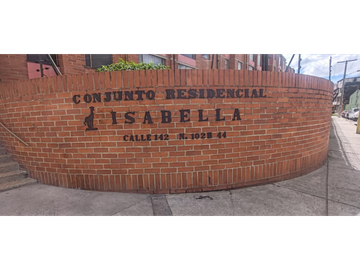 CONJUNTO RESIDENCIAL
ISABELLA
CALLE 142 N. 102B 44